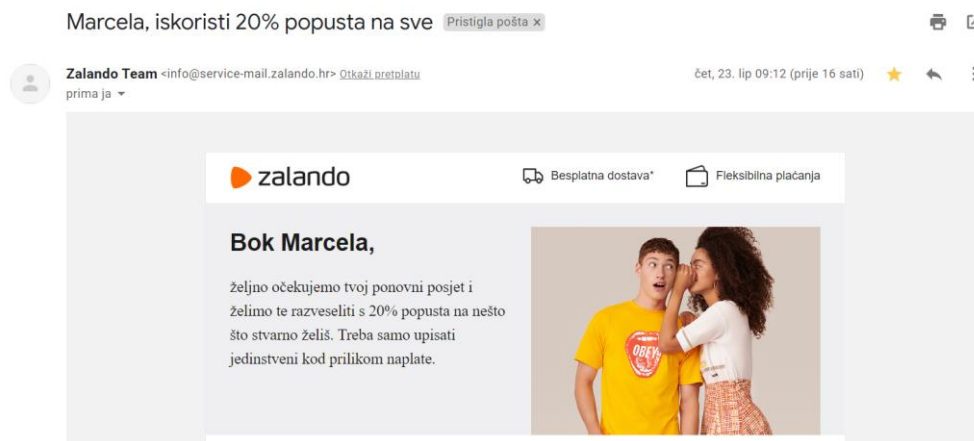 Marcela, iskoristi 20% popusta na sve Pristigla pošta x
Zalando Team <info@service-mail.zalando.hr> Otkaži pretplatu čet, 23. lip 09:12 (prije 16 sati)
prima ja
zalando Besplatna dostava* Fleksibilna plaćanja
Bok Marcela,
željno očekujemo tvoj ponovni posjet i
želimo te razveseliti s 20% popusta na nešto
što stvarno želiš. Treba samo upisati
jedinstveni kod prilikom naplate.
OBEY